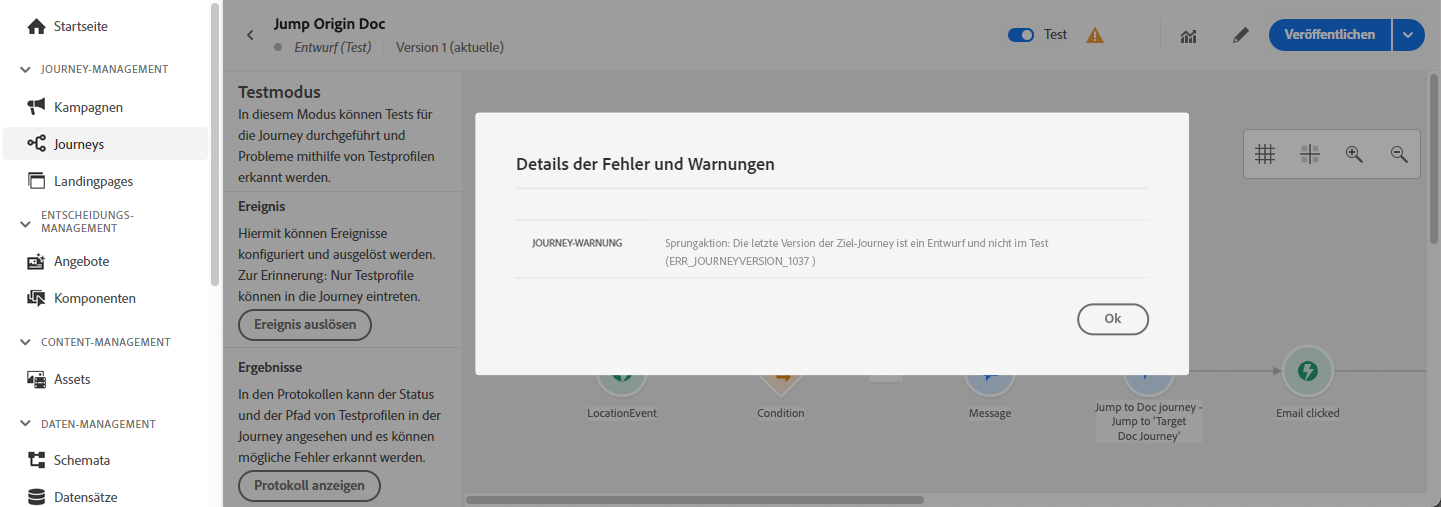 Startseite
JOURNEY-MANAGEMENT
Kampagnen
Journeys
Landingpages
ENTSCHEIDUNGS-
MANAGEMENT
Angebote
Komponenten
CONTENT-MANAGEMENT
Assets
DATEN-MANAGEMENT
Schemata
Datensätze
Jump Origin Doc
Entwurf (Test)
Version 1 (aktuelle)
Test
Veröffentlichen
Testmodus
In diesem Modus können Tests für
die Journey durchgeführt und
Probleme mithilfe von Testprofilen
erkannt werden.
Ereignis
Hiermit können Ereignisse
konfiguriert und ausgelöst werden.
Zur Erinnerung: Nur Testprofile
können in die Journey eintreten.
Ereignis auslösen
Ergebnisse
In den Protokollen kann der Status
und der Pfad von Testprofilen in der
Journey angesehen und es können
mögliche Fehler erkannt werden.
Protokoll anzeigen
Details der Fehler und Warnungen
JOURNEY-WARNUNG
Sprungaktion: Die letzte Version der Ziel-Journey ist ein Entwurf und nicht im Test
(ERR_JOURNEYVERSION_1037 )
Ok
LocationEvent
Condition
Message
Jump to Doc journey -
Jump to 'Target
Doc Journey'
Email clicked